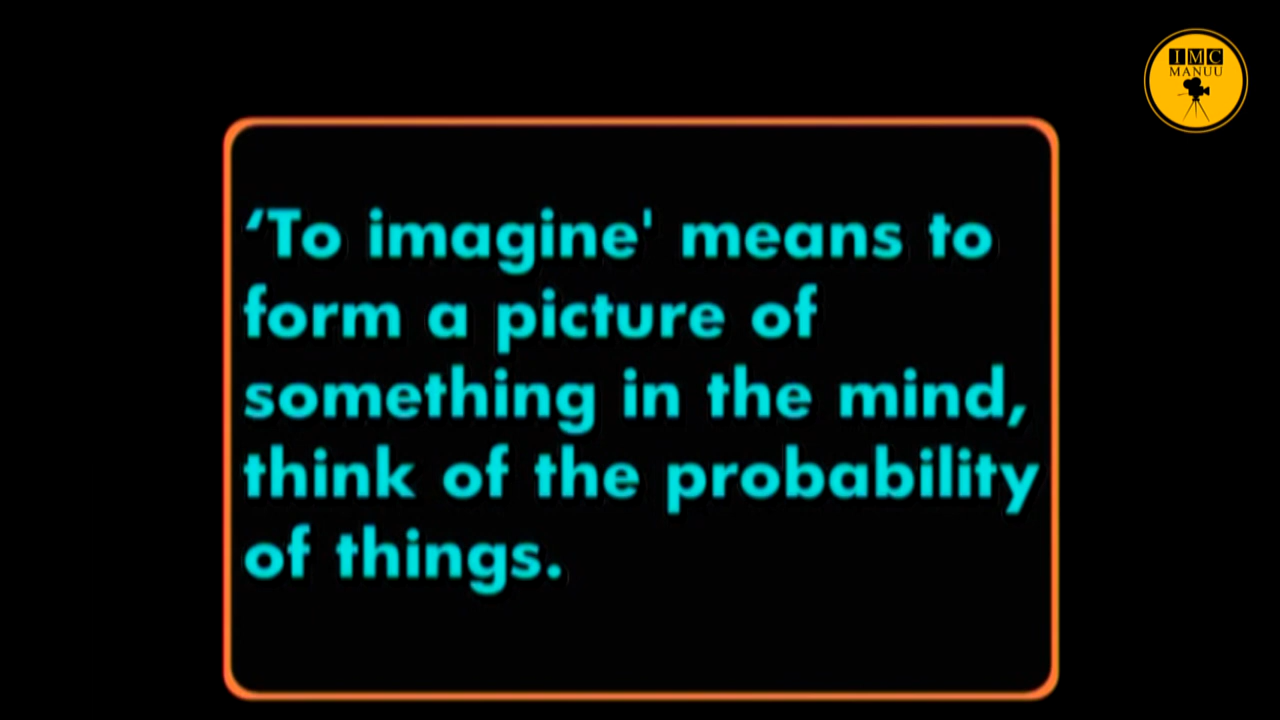 IMC
MANUU
‘To imagine' means to
form a picture of
something in the mind,
think of the probability
of things.